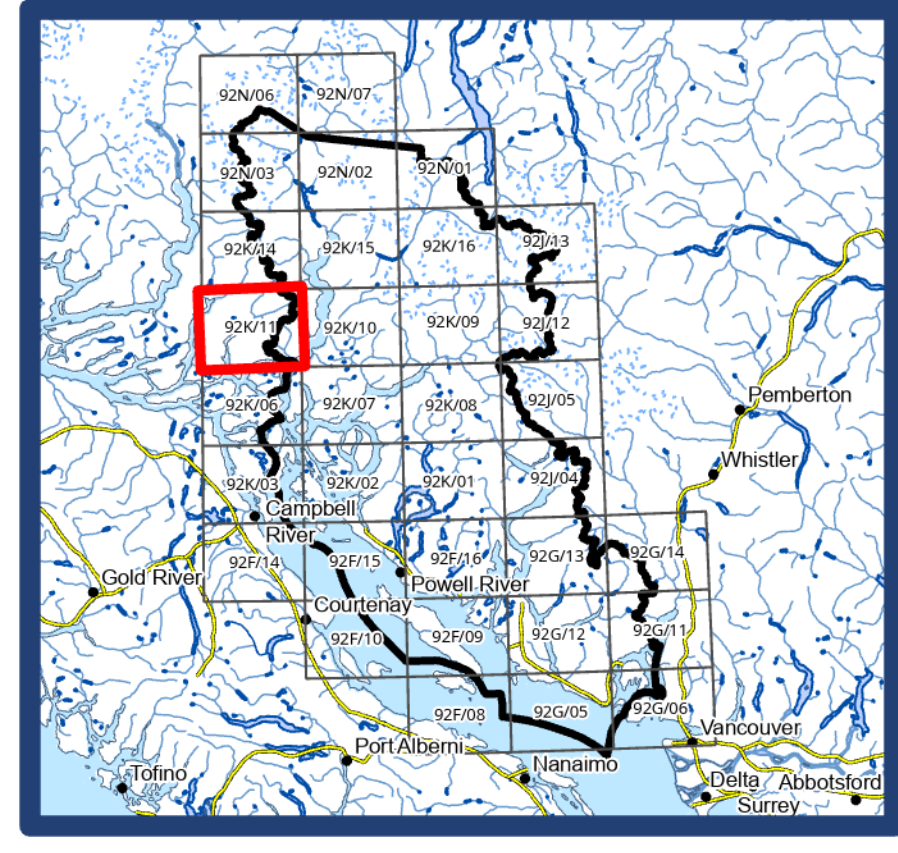 92N/06
92N/07
92N/03
92N/02
92N/01
92K/14
92K/15
92K/16
92J/13
92K/11
92K/10
92K/09
92J/12
92K/06
92K/07
92K/08
92J/05
Pemberton
Whistler
92K/03
92K/02
92K/01
92J/04
Campbell
River
92F/14
92F/15
92F/16
92G/13
92G/14
Gold River
Powell River
Courtenay
92F/10
92F/09
92G/12
92G/11
92F/08
92G/05
92G/06
Vancouver
Port Alberni
Nanaimo
Tofino
Delta
Abbotsford
Surrey